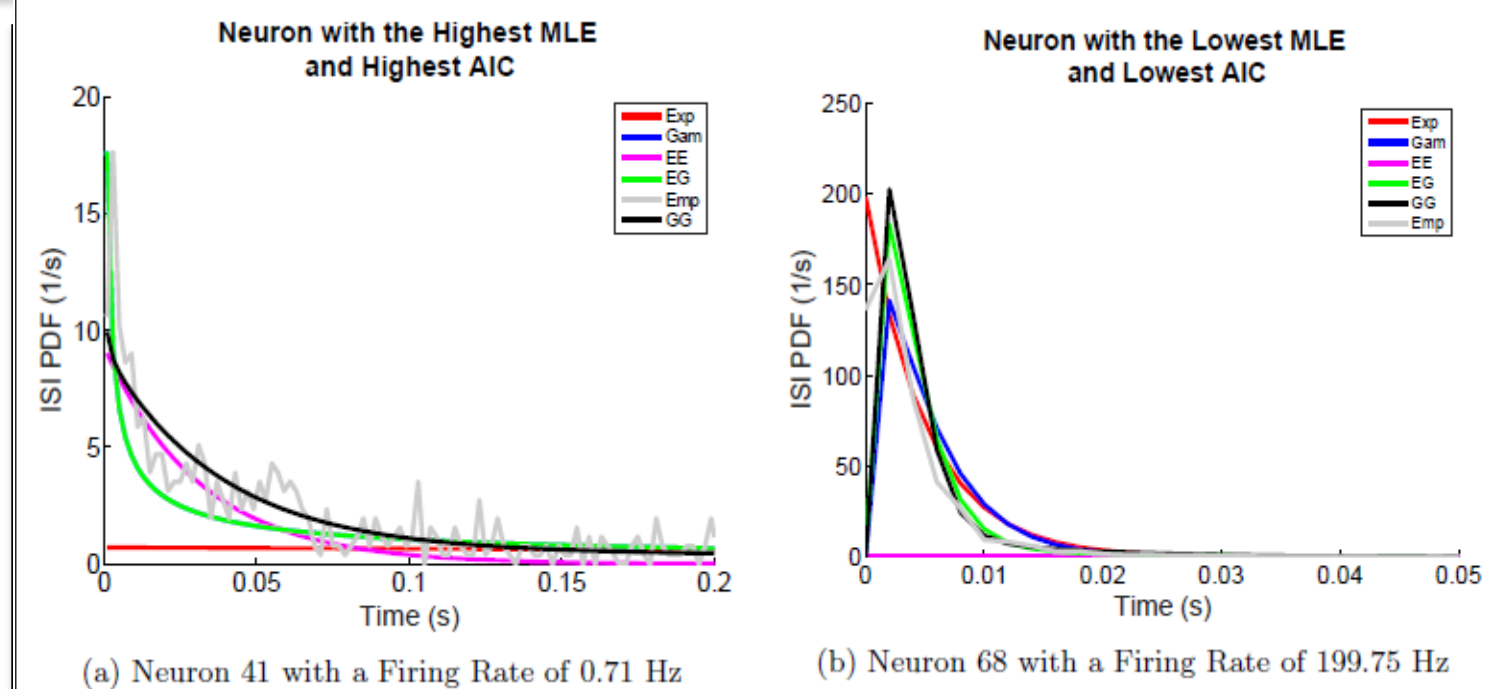 Neuron with the Highest MLE
and Highest AIC
20
15
10
5
0
ISI PDF (1/s)
Exp
Gam
EE
EG
Emp
GG
0
0.05
0.1
0.15
0.2
Time (s)
(a) Neuron 41 with a Firing Rate of 0.71 Hz
Neuron with the Lowest MLE
and Lowest AIC
250
200
150
100
50
0
ISI PDF (1/s)
Exp
Gam
EE
EG
GG
Emp
0
0.01
0.02
0.03
0.04
0.05
Time (s)
(b) Neuron 68 with a Firing Rate of 199.75 Hz